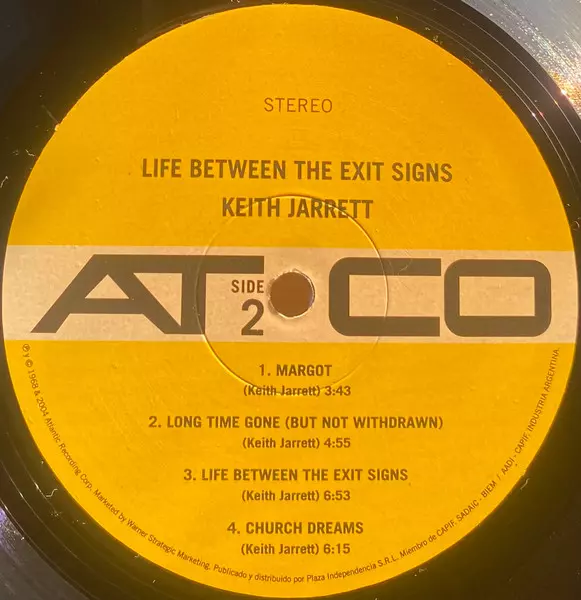 STEREO
LIFE BETWEEN THE EXIT SIGNS
KEITH JARRETT
ATCO
SIDE
2
1. MARGOT
(Keith Jarrett) 3:43
2. LONG TIME GONE (BUT NOT WITHDRAWN)
(Keith Jarrett) 4:55
3. LIFE BETWEEN THE EXIT SIGNS
(Keith Jarrett) 6:53
4. CHURCH DREAMS
(Keith Jarrett) 6:15
℗ y © 1968 & 2004 Atlantic Recording Corp. Marketed by Warner Strategic Marketing. Publicado y distribuido por Plaza Independencia S.R.L. Miembro de CAPIF. SADAIC - BIEM / AADI - CAPIF. INDUSTRIA ARGENTINA